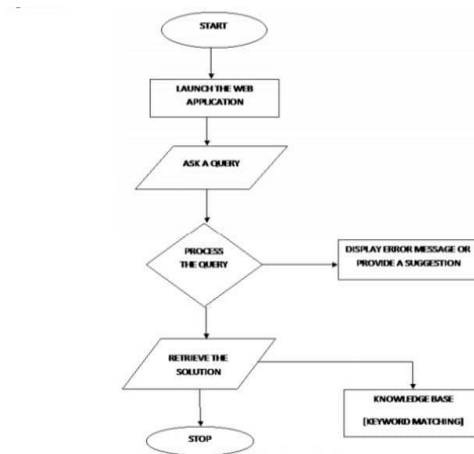 START
LAUNCH THE WEB
APPLICATION
ASK A QUERY
PROCESS
THE QUERY
DISPLAY ERROR MESSAGE OR
PROVIDE A SUGGESTION
RETRIEVE THE
SOLUTION
KNOWLEDGE BASE
[KEYWORD MATCHING]
STOP